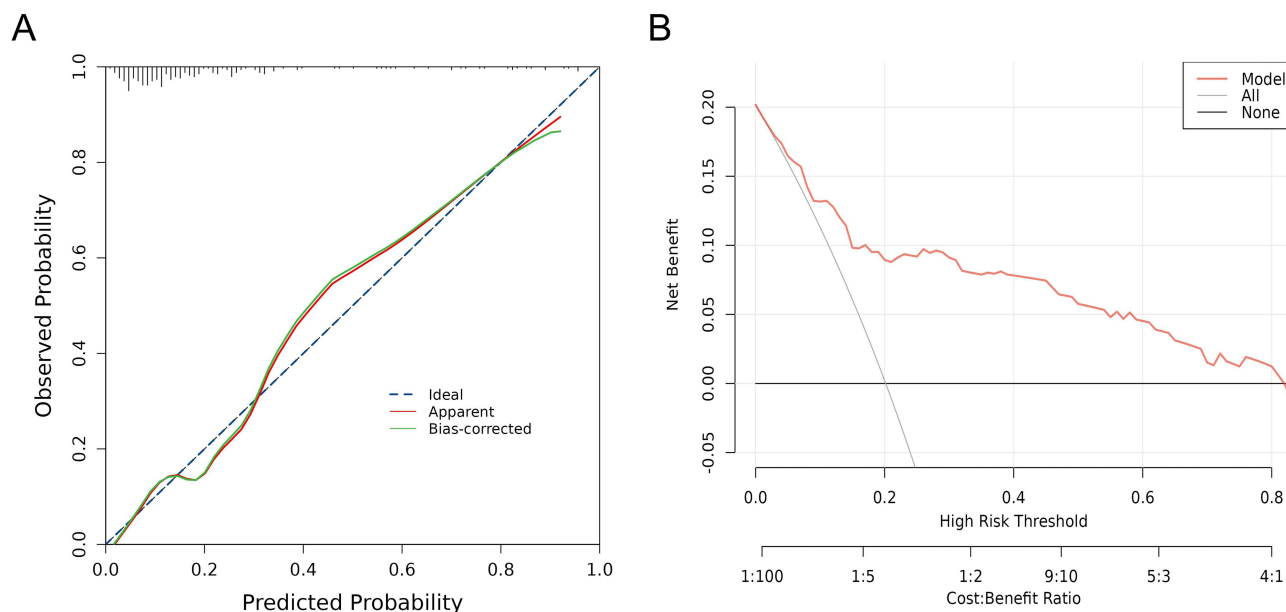 A
Observed Probability
1.0
0.8
0.6
0.4
0.2
0.0
Ideal
Apparent
Bias-corrected
0.0 0.2 0.4 0.6 0.8 1.0
Predicted Probability
B
Model
All
None
Net Benefit
0.20
0.15
0.10
0.05
0.00
-0.05
0.0 0.2 0.4 0.6 0.8
High Risk Threshold
1:100 1:5 1:2 9:10 5:3 4:1
Cost:Benefit Ratio